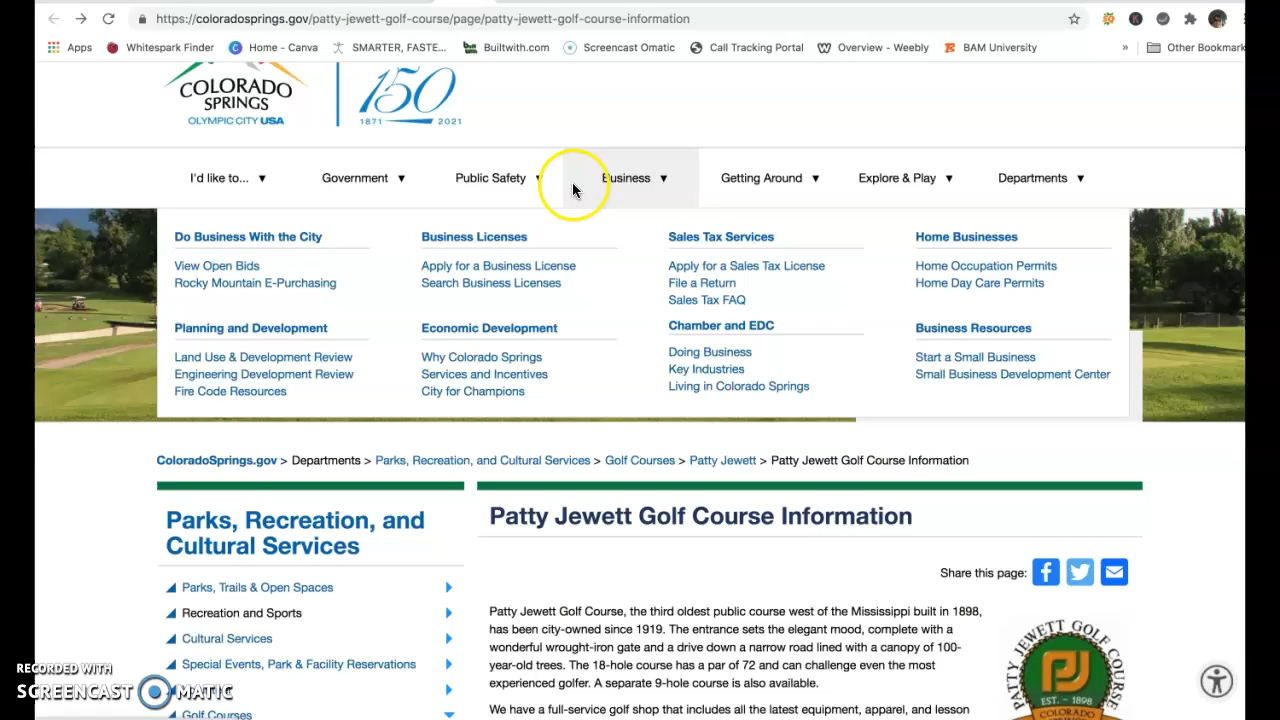 https://coloradosprings.gov/patty-jewett-golf-course/page/patty-jewett-golf-course-information
Apps Whitespark Finder Home - Canva SMARTER, FASTE... Builtwith.com Screencast Omatic Call Tracking Portal Overview - Weebly BAM University » Other Bookmark
COLORADO
SPRINGS
OLYMPIC CITY USA
150
1871 2021
I'd like to... ▼ Government ▼ Public Safety Business ▼ Getting Around ▼ Explore & Play ▼ Departments ▼
Do Business With the City Business Licenses Sales Tax Services Home Businesses
View Open Bids Apply for a Business License Apply for a Sales Tax License Home Occupation Permits
Rocky Mountain E-Purchasing Search Business Licenses File a Return Home Day Care Permits
Sales Tax FAQ
Planning and Development Economic Development Chamber and EDC Business Resources
Land Use & Development Review Why Colorado Springs Doing Business Start a Small Business
Engineering Development Review Services and Incentives Key Industries Small Business Development Center
Fire Code Resources City for Champions Living in Colorado Springs
ColoradoSprings.gov > Departments > Parks, Recreation, and Cultural Services > Golf Courses > Patty Jewett > Patty Jewett Golf Course Information
Parks, Recreation, and
Cultural Services
Parks, Trails & Open Spaces
Recreation and Sports
Cultural Services
Special Events, Park & Facility Reservations
Golf Courses
Patty Jewett Golf Course Information
Share this page:
Patty Jewett Golf Course, the third oldest public course west of the Mississippi built in 1898,
has been city-owned since 1919. The entrance sets the elegant mood, complete with a
wonderful wrought-iron gate and a drive down a narrow road lined with a canopy of 100-
year-old trees. The 18-hole course has a par of 72 and can challenge even the most
experienced golfer. A separate 9-hole course is also available.
We have a full-service golf shop that includes all the latest equipment, apparel, and lesson
PATTY JEWETT GOLF COURSE
PJ
EST. - 1898
COLORADO
RECORDED WITH
SCREENCAST MATIC